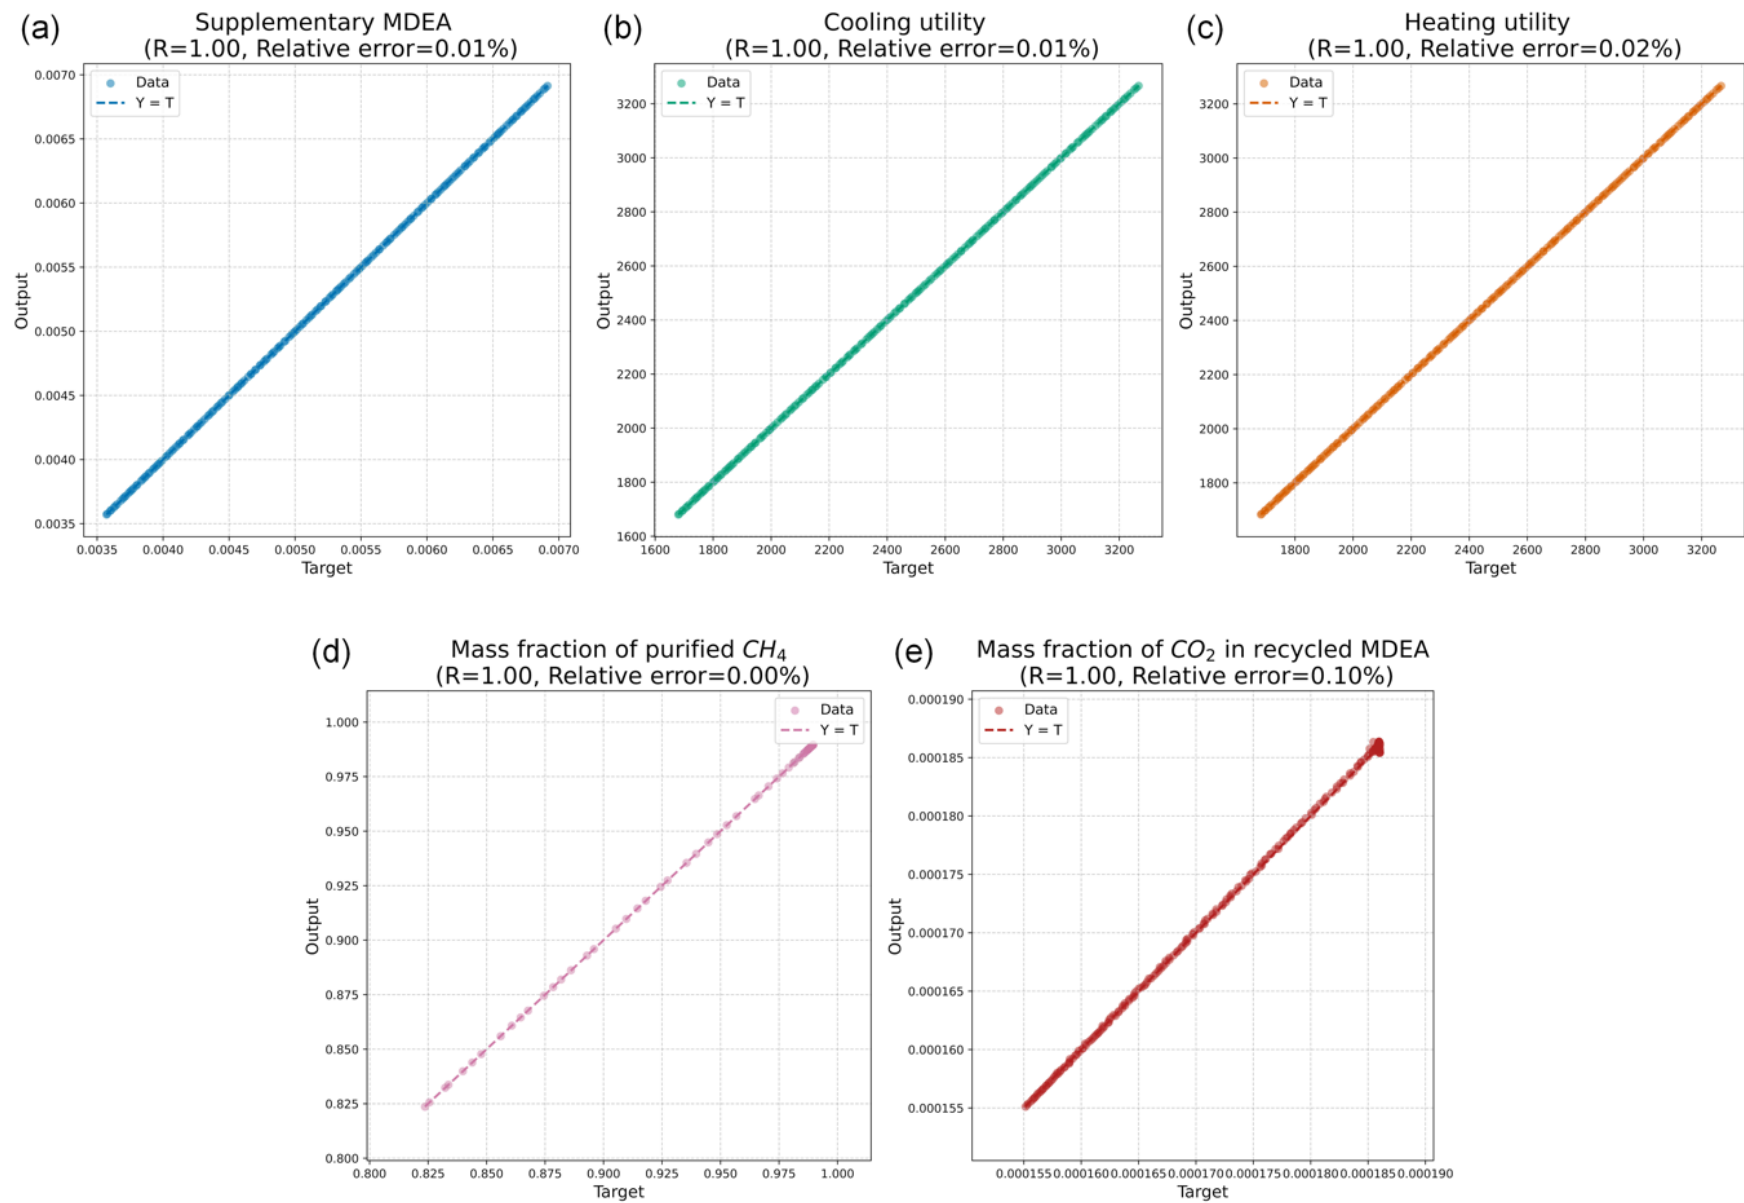 (a)
Supplementary MDEA
(R=1.00, Relative error=0.01%)
Data
Y = T
0.0070
0.0065
0.0060
0.0055
0.0050
0.0045
0.0040
0.0035
Output
0.0035 0.0040 0.0045 0.0050 0.0055 0.0060 0.0065 0.0070
Target
(b)
Cooling utility
(R=1.00, Relative error=0.01%)
Data
Y = T
3200
3000
2800
2600
2400
2200
2000
1800
1600
Output
1600 1800 2000 2200 2400 2600 2800 3000 3200
Target
(c)
Heating utility
(R=1.00, Relative error=0.02%)
Data
Y = T
3200
3000
2800
2600
2400
2200
2000
1800
Output
1800 2000 2200 2400 2600 2800 3000 3200
Target
(d)
Mass fraction of purified CH4
(R=1.00, Relative error=0.00%)
Data
Y = T
1.000
0.975
0.950
0.925
0.900
0.875
0.850
0.825
0.800
Output
0.800 0.825 0.850 0.875 0.900 0.925 0.950 0.975 1.000
Target
(e)
Mass fraction of CO2 in recycled MDEA
(R=1.00, Relative error=0.10%)
Data
Y = T
0.000190
0.000185
0.000180
0.000175
0.000170
0.000165
0.000160
0.000155
Output
0.000155 0.000160 0.000165 0.000170 0.000175 0.000180 0.000185 0.000190
Target